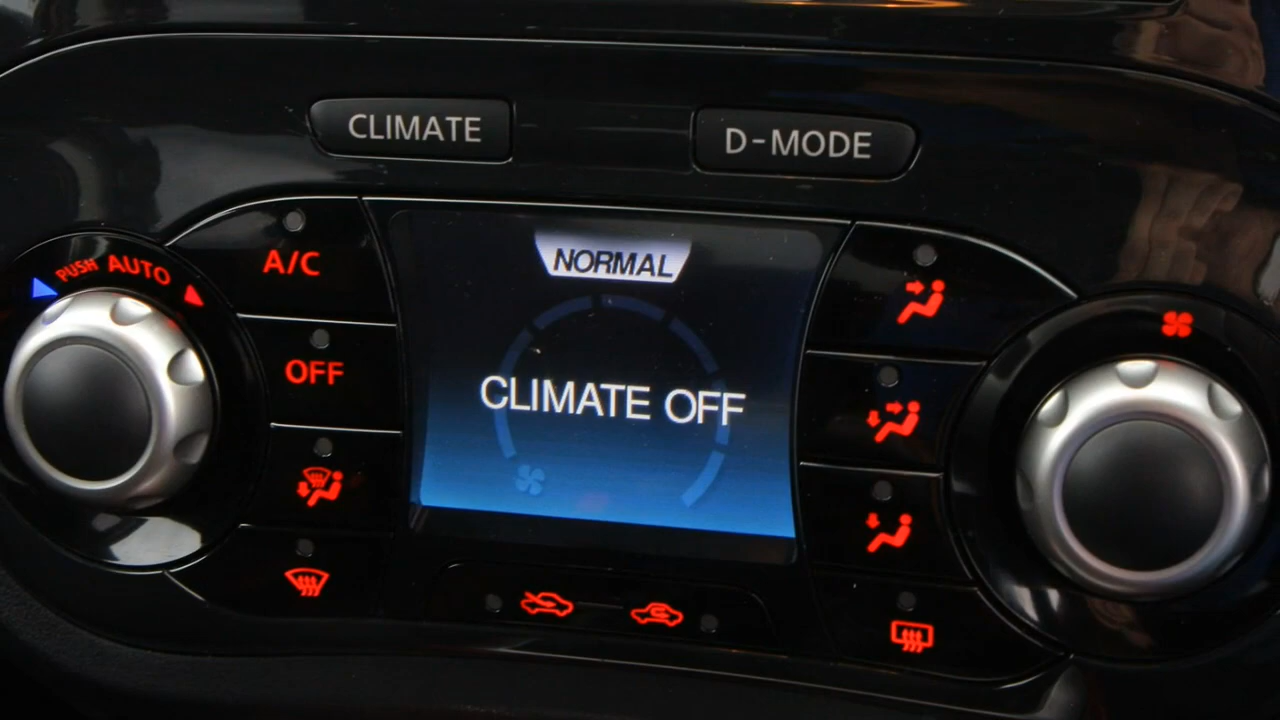 CLIMATE
D-MODE
PUSH AUTO
A/C
OFF
NORMAL
CLIMATE OFF